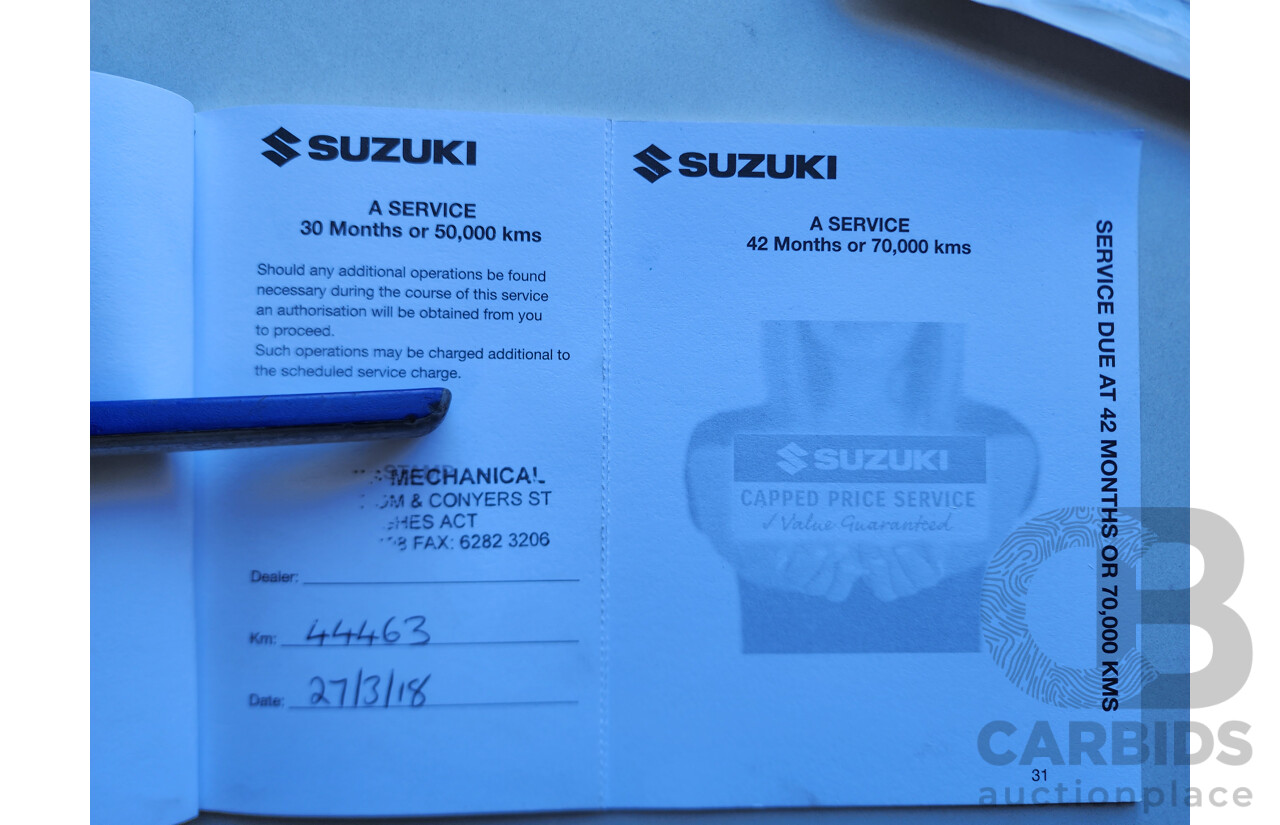 SUZUKI
A SERVICE
30 Months or 50,000 kms
Should any additional operations be found
necessary during the course of this service
an authorisation will be obtained from you
to proceed.
Such operations may be charged additional to
the scheduled service charge.
STAMP
MECHANICAL
& CONYERS ST
HES ACT
8 FAX: 6282 3206
Dealer:
Km: 44463
Date: 27/3/18
SUZUKI
A SERVICE
42 Months or 70,000 kms
SUZUKI
CAPPED PRICE SERVICE
✓ Value Guaranteed
SERVICE DUE AT 42 MONTHS OR 70,000 KMS
31
CB
CARBIDS
auctionplace